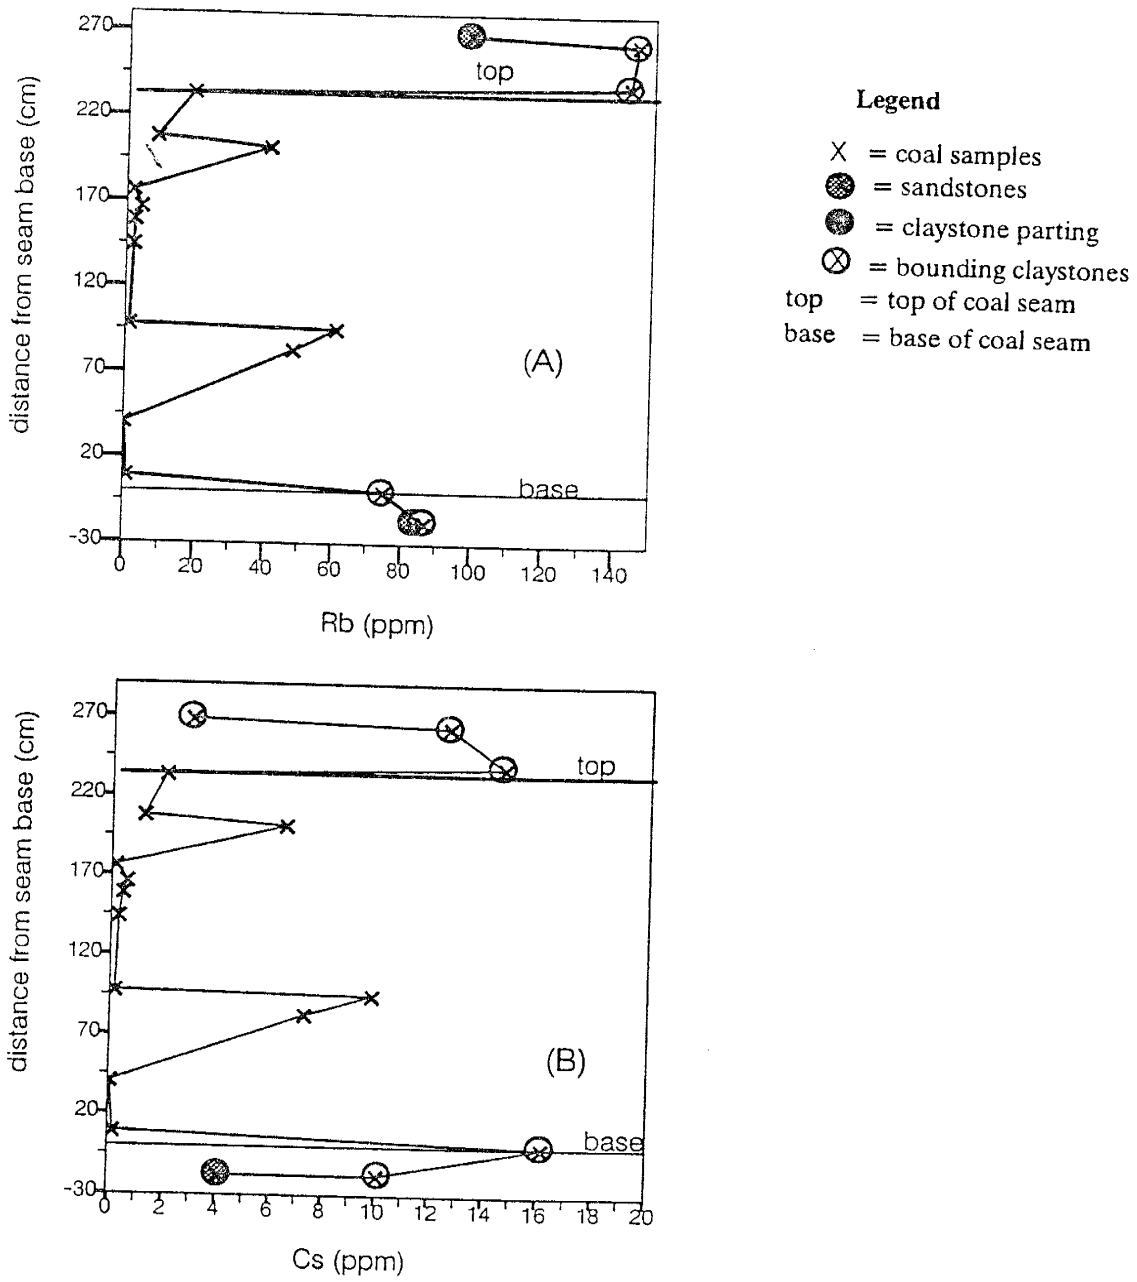 270
220
170
120
70
20
-30
distance from seam base (cm)
top
(A)
base
0 20 40 60 80 100 120 140
Rb (ppm)
Legend
X = coal samples
= sandstones
= claystone parting
= bounding claystones
top = top of coal seam
base = base of coal seam
270
220
170
120
70
20
-30
distance from seam base (cm)
top
(B)
base
0 2 4 6 8 10 12 14 16 18 20
Cs (ppm)